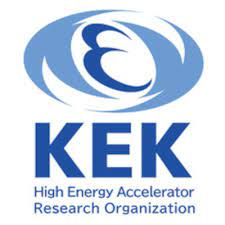 KEK
High Energy Accelerator
Research Organization